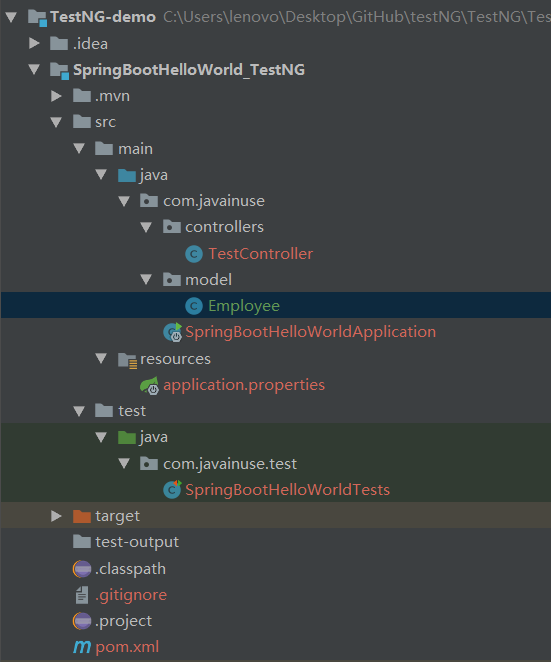 TestNG-demo C:\Users\lenovo\Desktop\GitHub\testNG\TestNG\Tes
.idea
SpringBootHelloWorld_TestNG
.mvn
src
main
java
com.javainuse
controllers
TestController
model
Employee
SpringBootHelloWorldApplication
resources
application.properties
test
java
com.javainuse.test
SpringBootHelloWorldTests
target
test-output
.classpath
.gitignore
.project
pom.xml